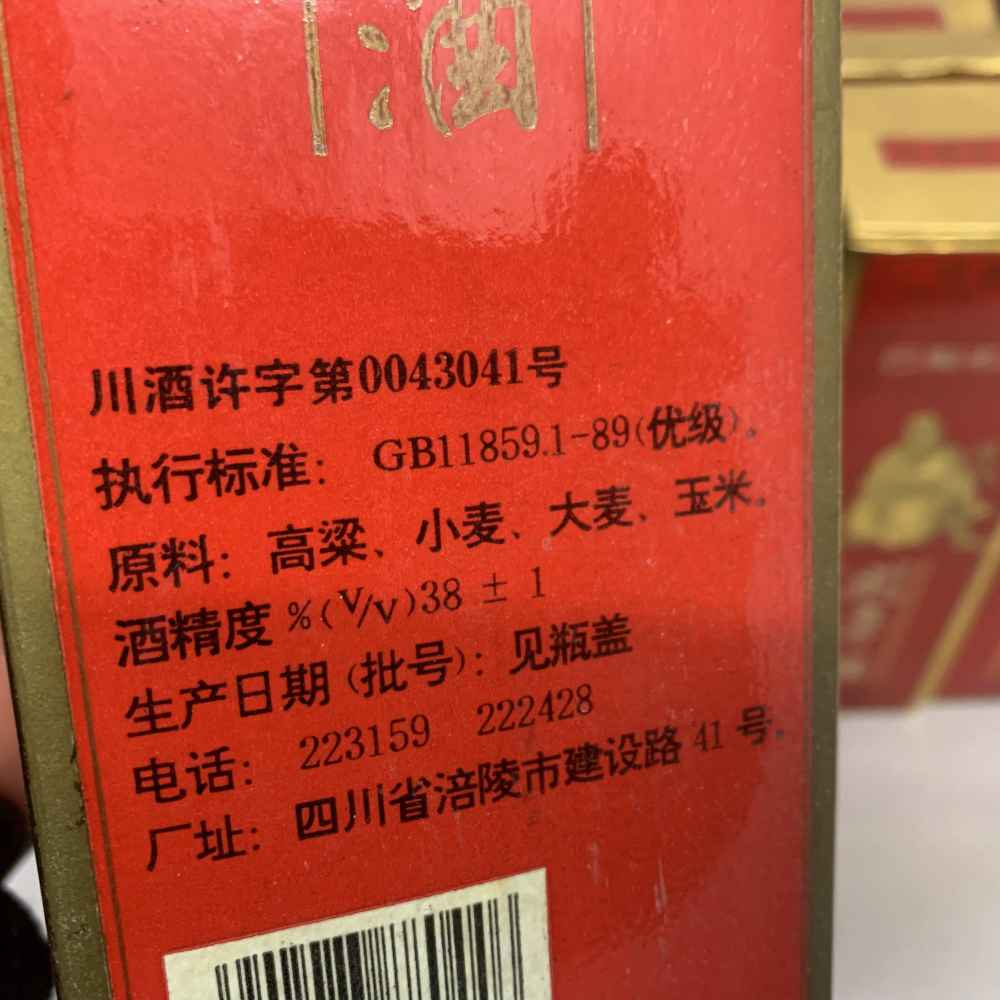 酒
川酒许字第0043041号
执行标准：GB11859.1-89(优级)。
原料：高粱、小麦、大麦、玉米。
酒精度%(V/V)38 ± 1
生产日期(批号)：见瓶盖
电话：223159 222428
厂址：四川省涪陵市建设路41号。